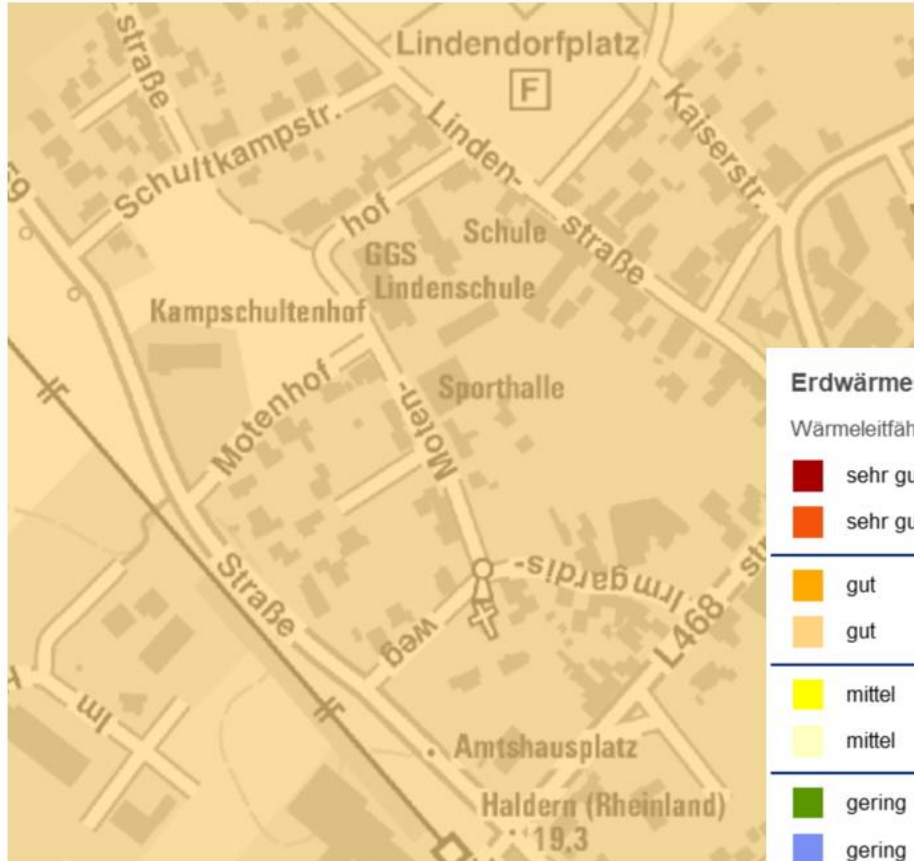 straße
Lindendorfplatz
F
Kaiserstr.
Linden-
Schultkampstr.
hof
Schule
straße
GGS
Lindenschule
Kampschultenhof
Motenhof
Sporthalle
Moten-
Erdwärme
sehr gu
sehr gu
gut
gut
mittel
mittel
gering
gering
Straße
Irmgardis-
weg
L468
Im
Amtshausplatz
Haldern (Rheinland)
19.3